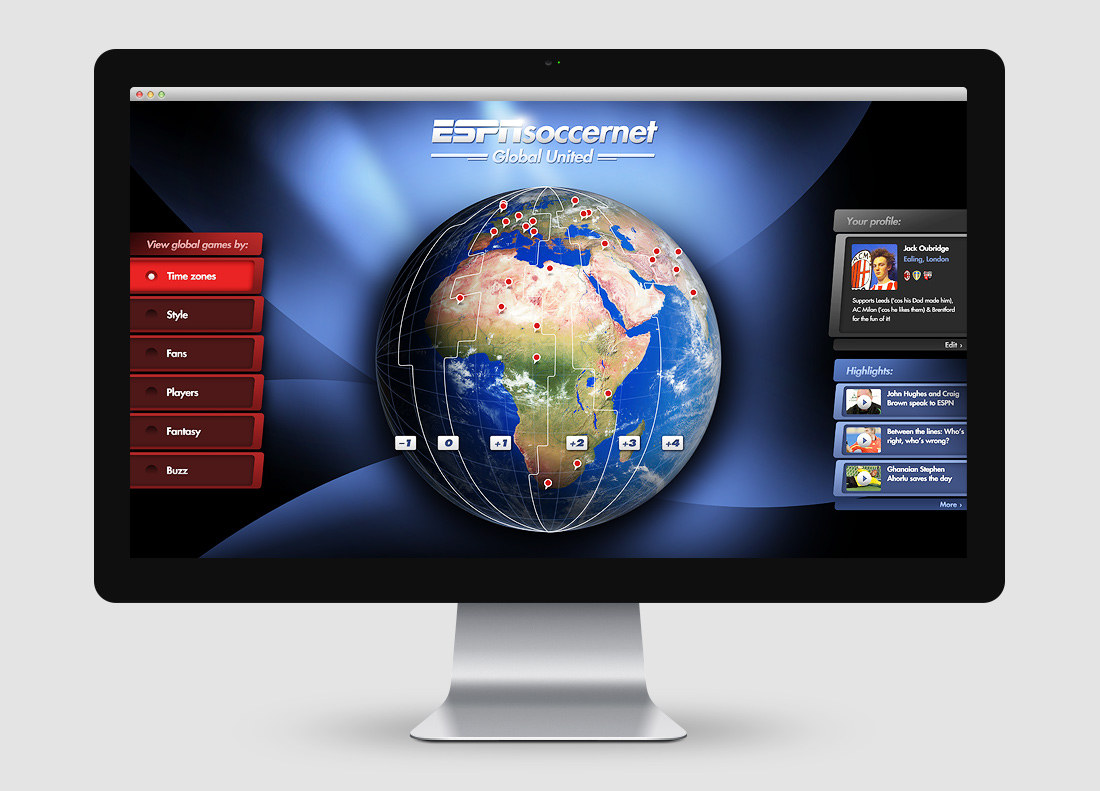 ESPNsoccernet
Global United
View global games by:
Time zones
Style
Fans
Players
Fantasy
Buzz
-1
0
+1
+2
+3
+4
Your profile:
Jack Oubridge
Ealing, London
Supports Leeds ('cos his Dad made him),
AC Milan ('cos he likes them) & Brentford
for the fun of it!
Edit ›
Highlights:
John Hughes and Craig
Brown speak to ESPN
Between the lines: Who's
right, who's wrong?
Ghanaian Stephen
Ahorlu saves the day
More ›